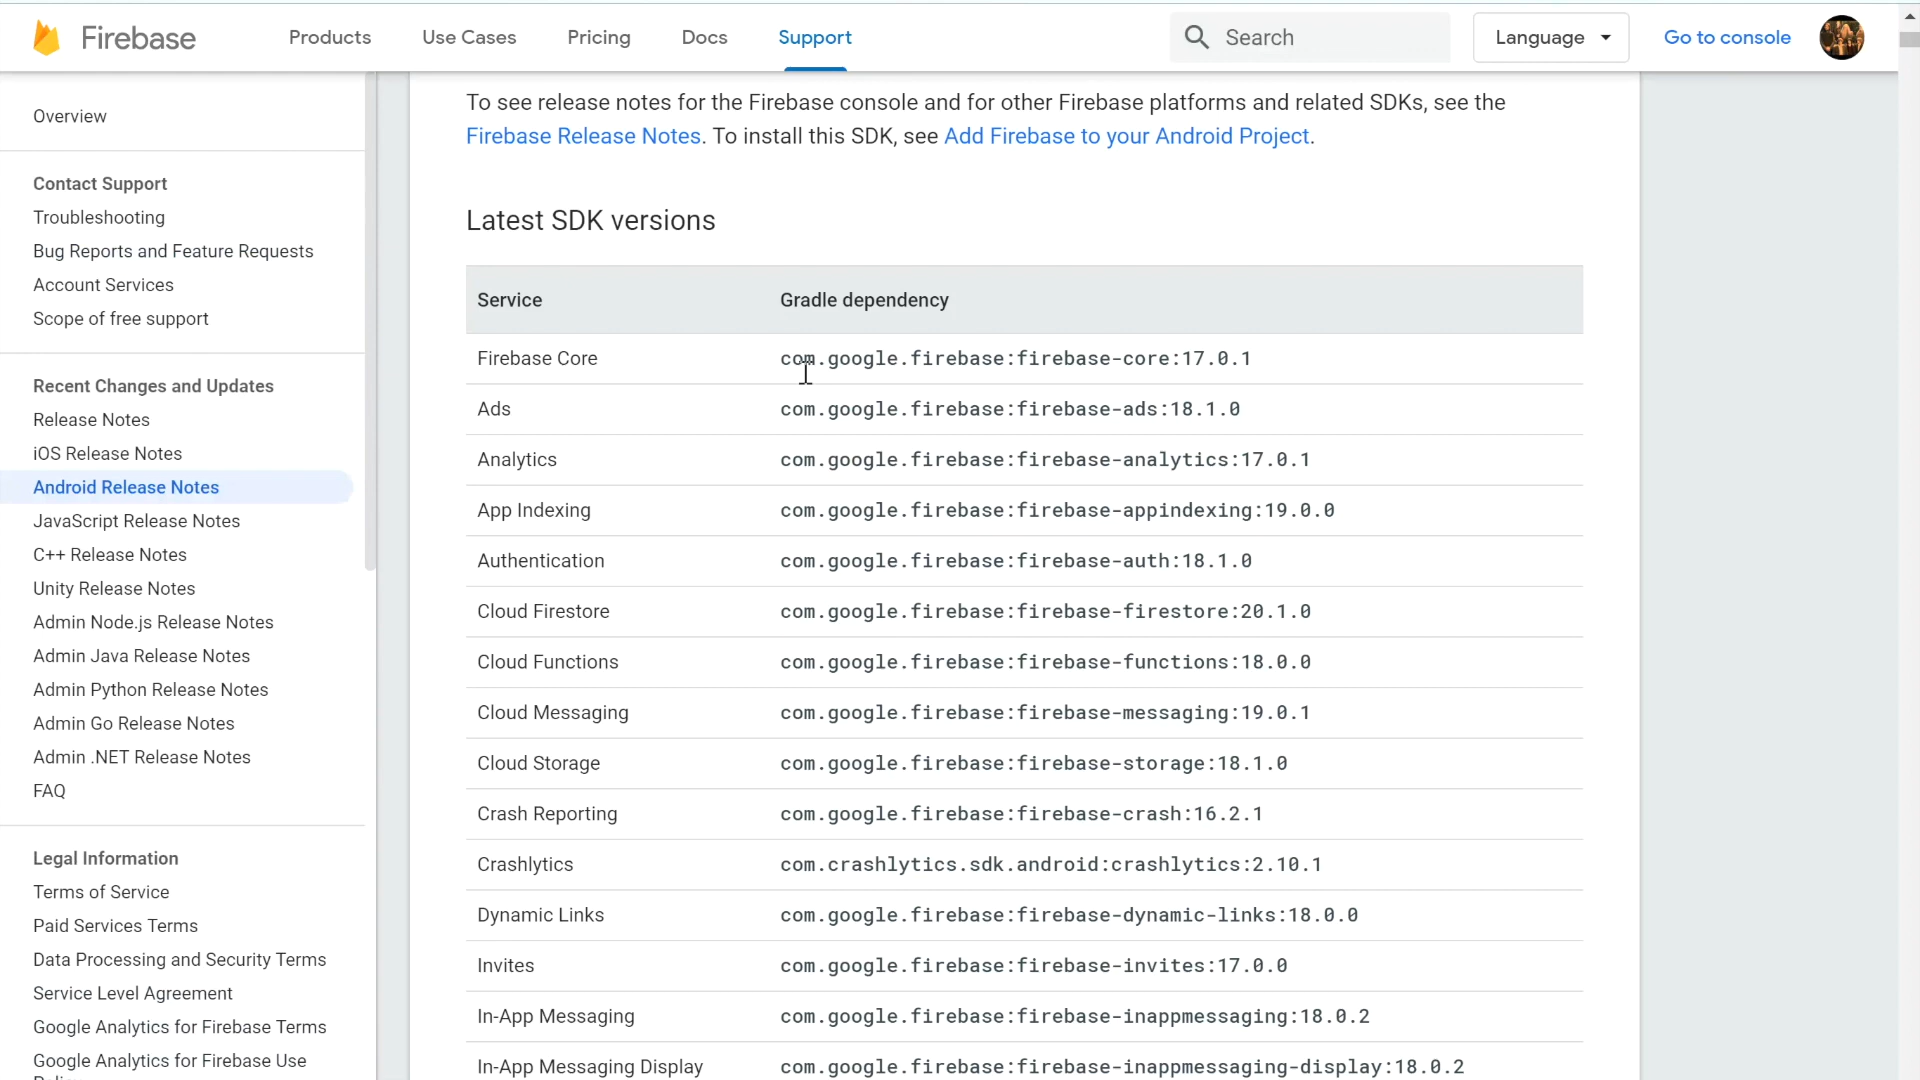 Firebase
Products
Use Cases
Pricing
Docs
Support
Search
Language
Go to console
Overview
Contact Support
Troubleshooting
Bug Reports and Feature Requests
Account Services
Scope of free support
Recent Changes and Updates
Release Notes
iOS Release Notes
Android Release Notes
JavaScript Release Notes
C++ Release Notes
Unity Release Notes
Admin Node.js Release Notes
Admin Java Release Notes
Admin Python Release Notes
Admin Go Release Notes
Admin .NET Release Notes
FAQ
Legal Information
Terms of Service
Paid Services Terms
Data Processing and Security Terms
Service Level Agreement
Google Analytics for Firebase Terms
Google Analytics for Firebase Use
To see release notes for the Firebase console and for other Firebase platforms and related SDKs, see the
Firebase Release Notes. To install this SDK, see Add Firebase to your Android Project.
Latest SDK versions
Service Gradle dependency
Firebase Core com.google.firebase:firebase-core:17.0.1
Ads com.google.firebase:firebase-ads:18.1.0
Analytics com.google.firebase:firebase-analytics:17.0.1
App Indexing com.google.firebase:firebase-appindexing:19.0.0
Authentication com.google.firebase:firebase-auth:18.1.0
Cloud Firestore com.google.firebase:firebase-firestore:20.1.0
Cloud Functions com.google.firebase:firebase-functions:18.0.0
Cloud Messaging com.google.firebase:firebase-messaging:19.0.1
Cloud Storage com.google.firebase:firebase-storage:18.1.0
Crash Reporting com.google.firebase:firebase-crash:16.2.1
Crashlytics com.crashlytics.sdk.android:crashlytics:2.10.1
Dynamic Links com.google.firebase:firebase-dynamic-links:18.0.0
Invites com.google.firebase:firebase-invites:17.0.0
In-App Messaging com.google.firebase:firebase-inappmessaging:18.0.2
In-App Messaging Display com.google.firebase:firebase-inappmessaging-display:18.0.2